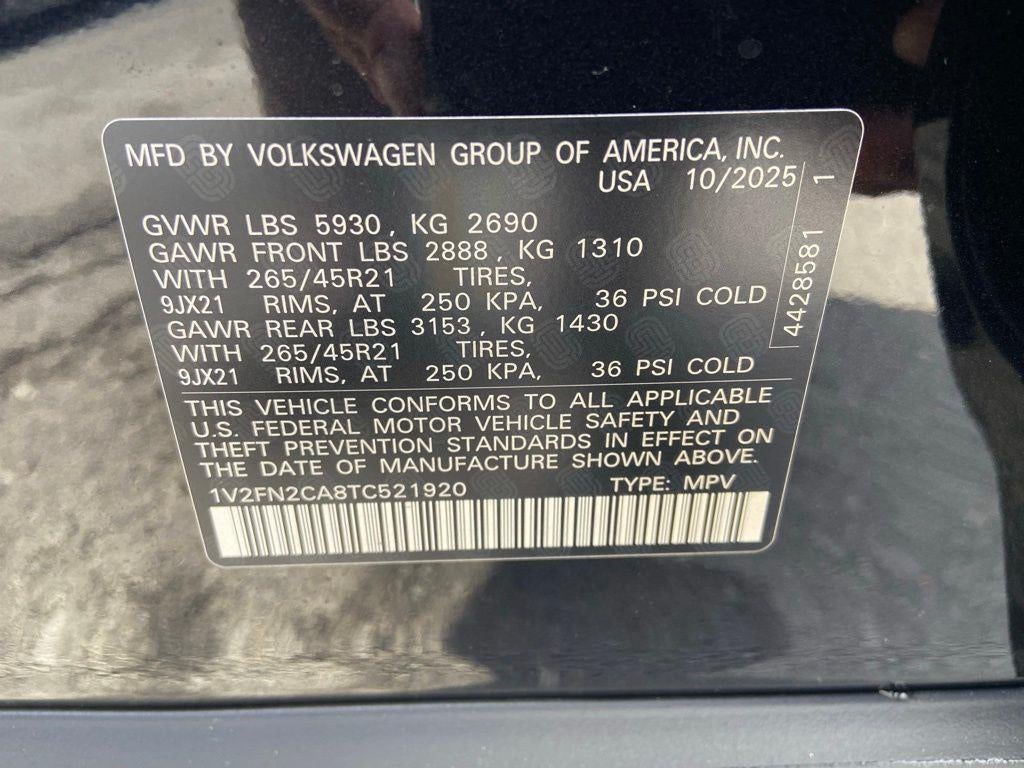 MFD BY VOLKSWAGEN GROUP OF AMERICA, INC.
USA 10/2025
GVWR LBS 5930, KG 2690
GAWR FRONT LBS 2888, KG 1310
WITH 265/45R21 TIRES,
9JX21 RIMS, AT 250 KPA, 36 PSI COLD
GAWR REAR LBS 3153, KG 1430
WITH 265/45R21 TIRES,
9JX21 RIMS, AT 250 KPA, 36 PSI COLD
THIS VEHICLE CONFORMS TO ALL APPLICABLE
U.S. FEDERAL MOTOR VEHICLE SAFETY AND
THEFT PREVENTION STANDARDS IN EFFECT ON
THE DATE OF MANUFACTURE SHOWN ABOVE.
1V2FN2CA8TC521920 TYPE: MPV
4428581 1